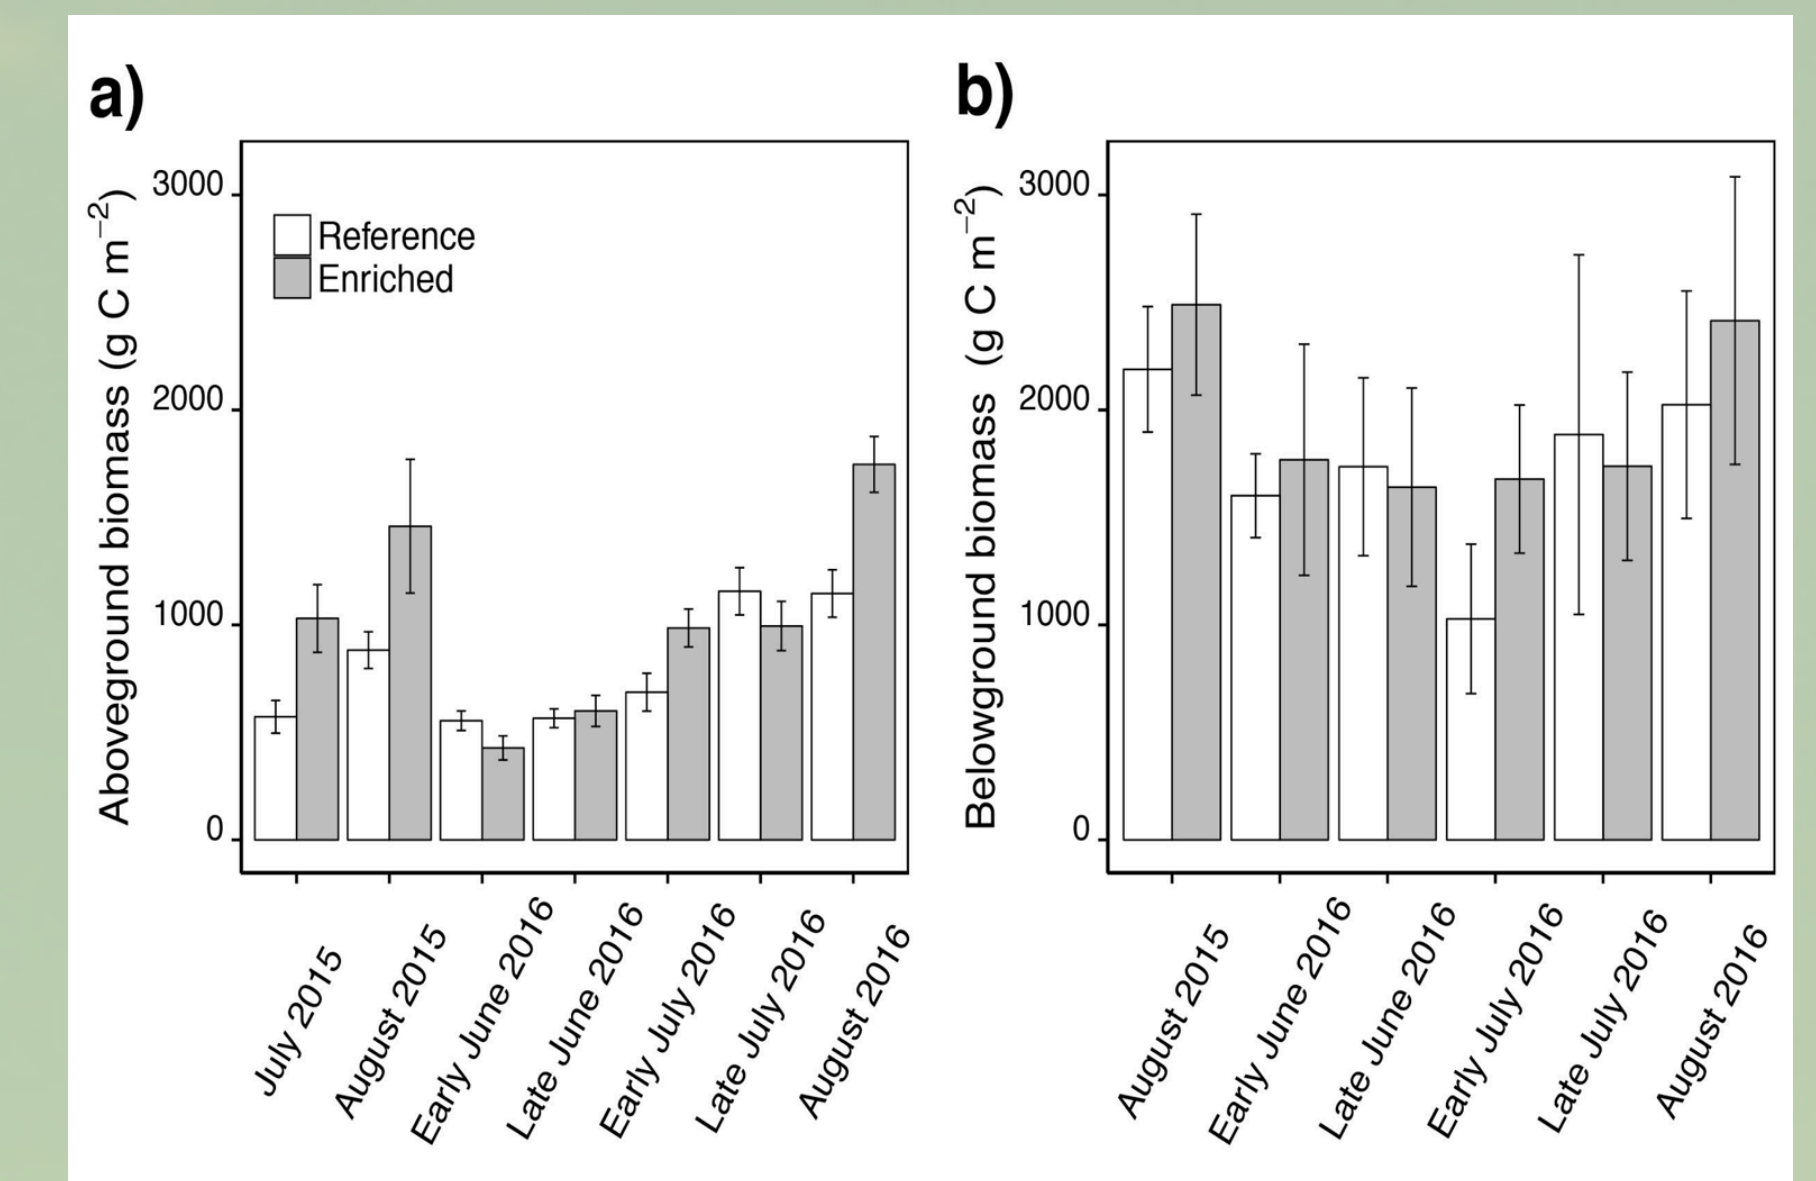 a)
Aboveground biomass (g C m⁻²)
3000
2000
1000
0
Reference
Enriched
July 2015
August 2015
Early June 2016
Late June 2016
Early July 2016
Late July 2016
August 2016
b)
Belowground biomass (g C m⁻²)
3000
2000
1000
0
August 2015
Early June 2016
Late June 2016
Early July 2016
Late July 2016
August 2016